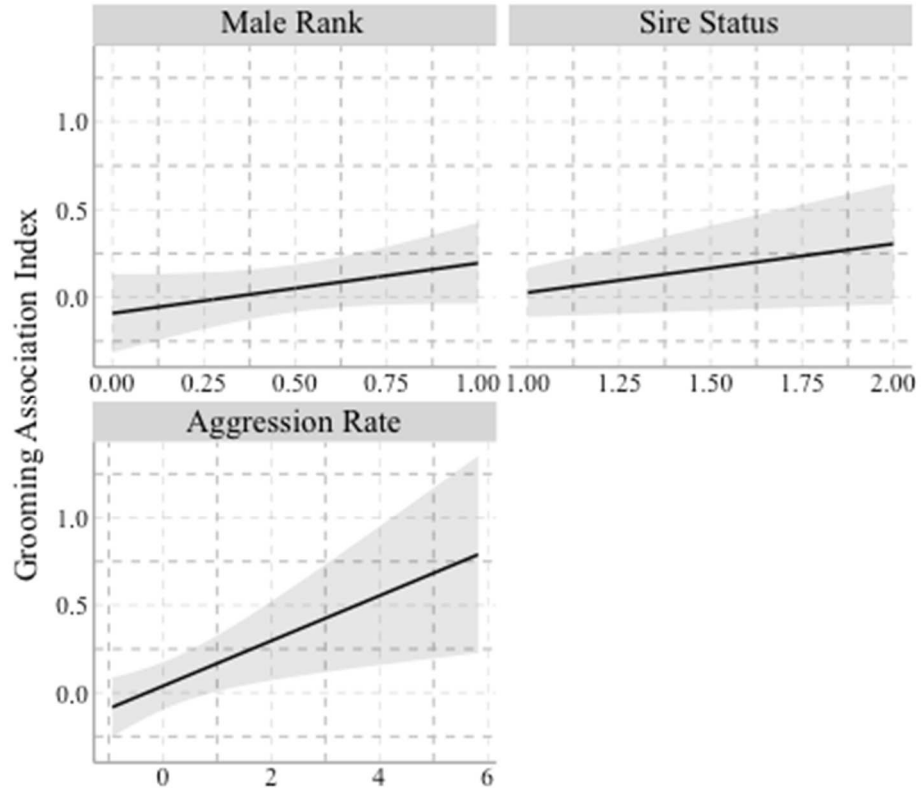 Male Rank
Sire Status
Grooming Association Index
1.0
0.5
0.0
0.00 0.25 0.50 0.75 1.00
1.00 1.25 1.50 1.75 2.00
Aggression Rate
1.0
0.5
0.0
0 2 4 6